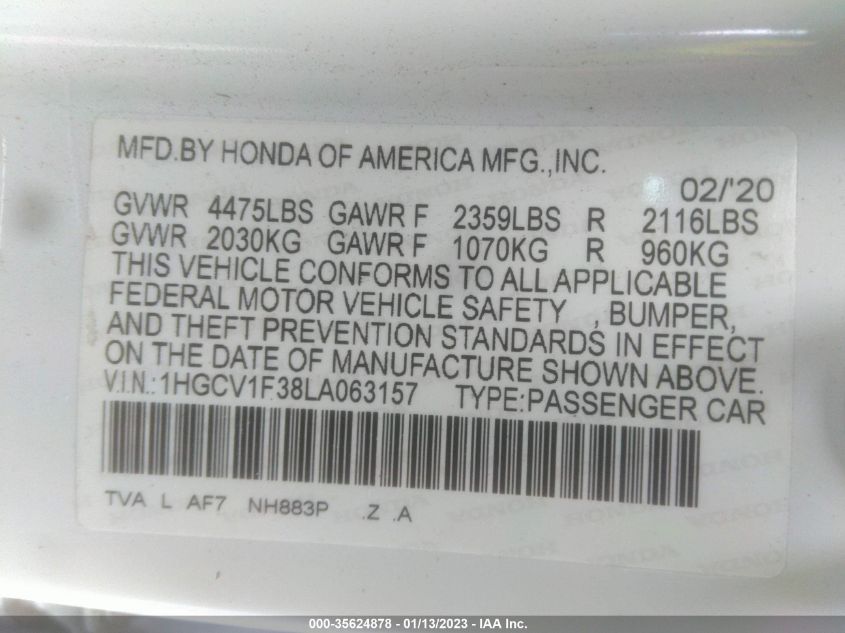 MFD.BY HONDA OF AMERICA MFG.,INC.
02/'20
GVWR 4475LBS GAWR F 2359LBS R 2116LBS
GVWR 2030KG GAWR F 1070KG R 960KG
THIS VEHICLE CONFORMS TO ALL APPLICABLE
FEDERAL MOTOR VEHICLE SAFETY , BUMPER,
AND THEFT PREVENTION STANDARDS IN EFFECT
ON THE DATE OF MANUFACTURE SHOWN ABOVE.
V.I.N.:1HGCV1F38LA063157 TYPE:PASSENGER CAR
TVA L AF7 NH883P .Z .A
000-35624878 - 01/13/2023 - IAA Inc.